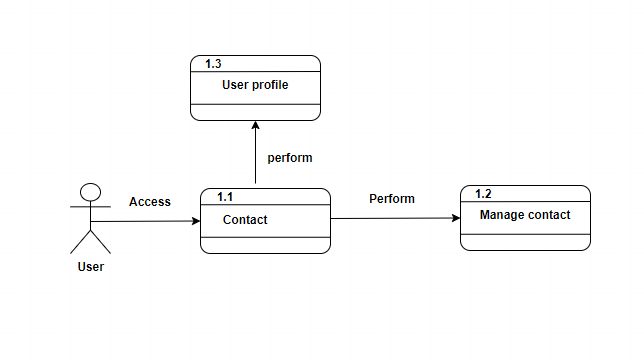 1.3
User profile
perform
Access
1.1
Contact
Perform
1.2
Manage contact
User